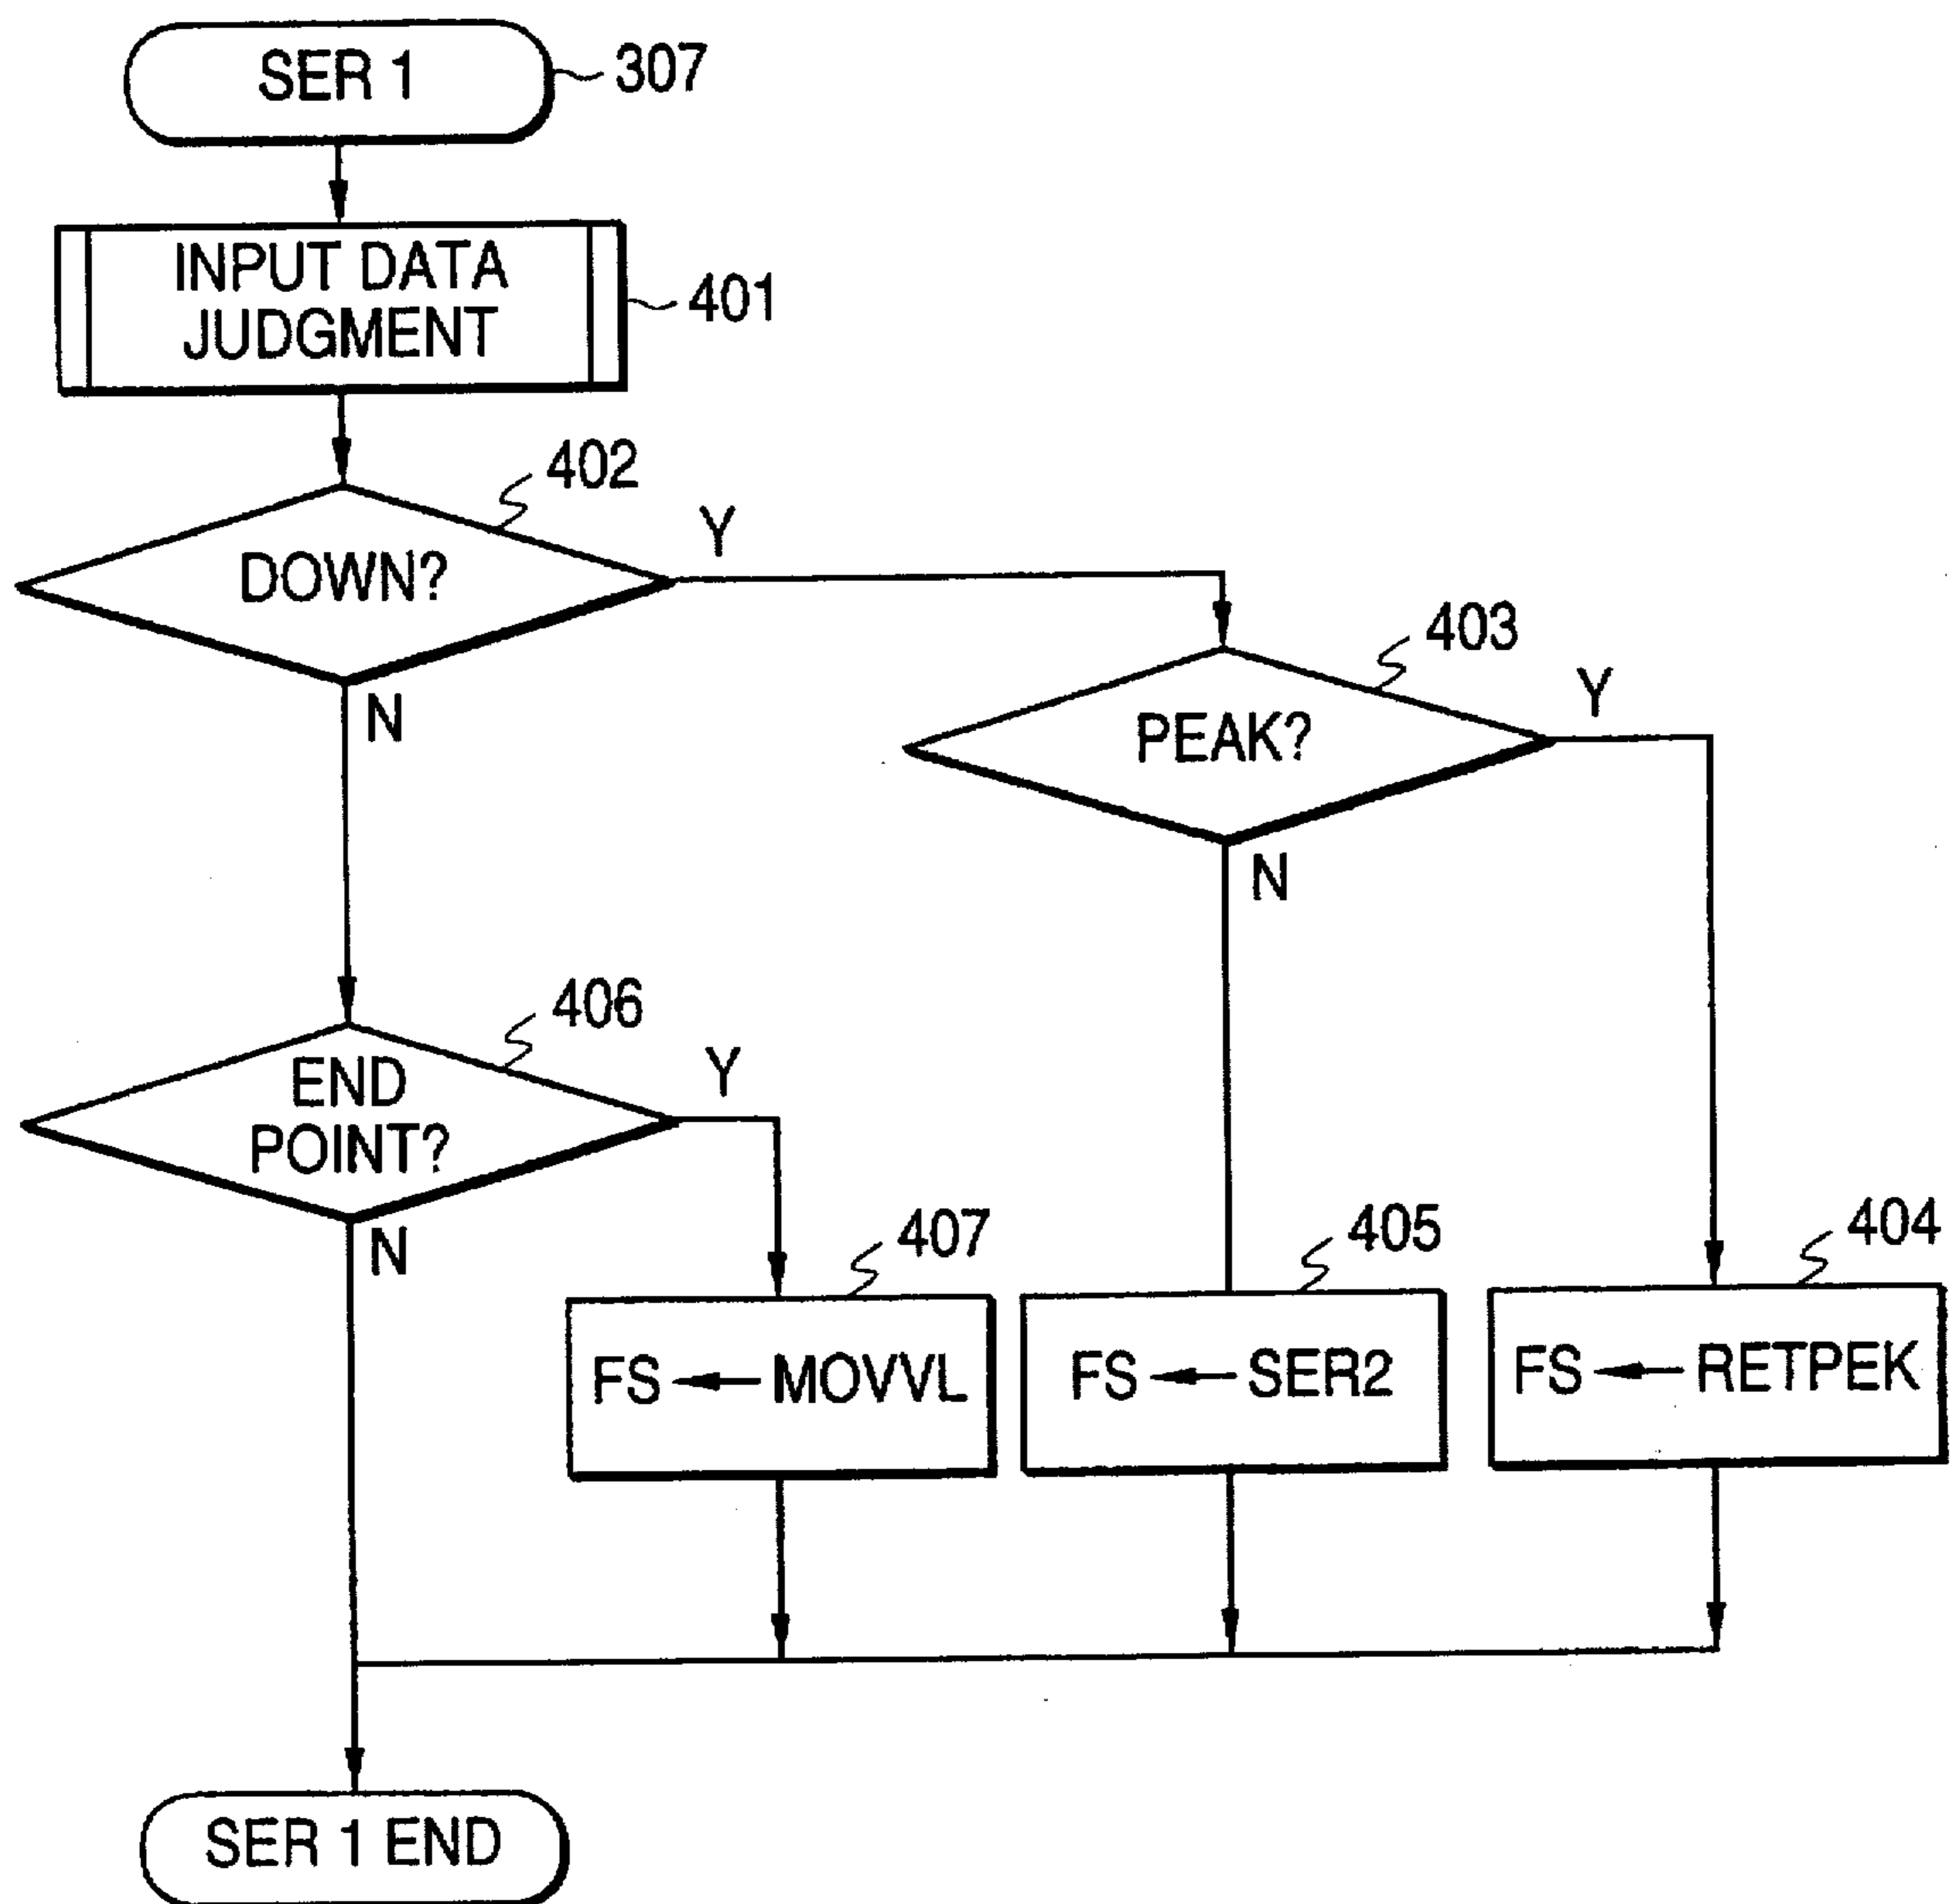 SER 1
307
INPUT DATA
JUDGMENT
401
402
DOWN?
Y
N
403
PEAK?
Y
N
406
END
POINT?
Y
N
407
FS ← MOVVL
405
FS ← SER2
404
FS ← RETPEK
SER 1 END